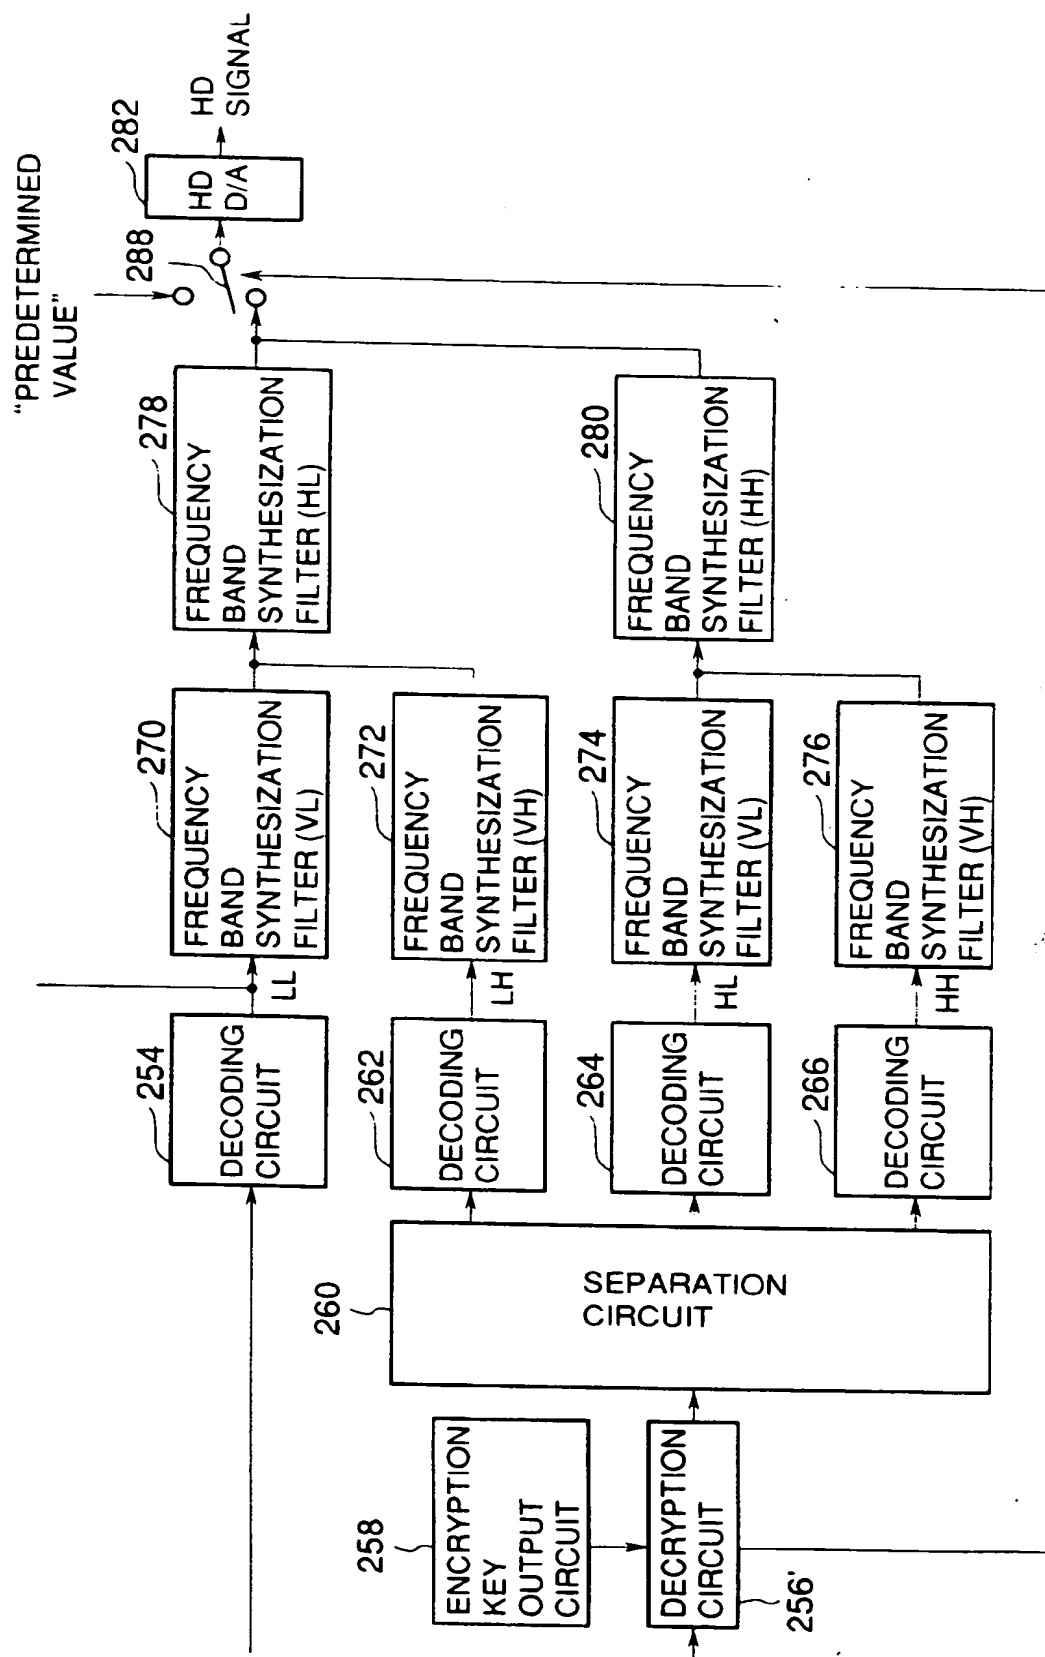 "PREDETERMINED
VALUE"
288
282
HD
D/A
HD
SIGNAL
254
DECODING
CIRCUIT
LL
270
FREQUENCY
BAND
SYNTHESIZATION
FILTER (VL)
278
FREQUENCY
BAND
SYNTHESIZATION
FILTER (HL)
262
DECODING
CIRCUIT
LH
272
FREQUENCY
BAND
SYNTHESIZATION
FILTER (VH)
264
DECODING
CIRCUIT
HL
274
FREQUENCY
BAND
SYNTHESIZATION
FILTER (VL)
280
FREQUENCY
BAND
SYNTHESIZATION
FILTER (HH)
266
DECODING
CIRCUIT
HH
276
FREQUENCY
BAND
SYNTHESIZATION
FILTER (VH)
260
SEPARATION
CIRCUIT
258
ENCRYPTION
KEY
OUTPUT
CIRCUIT
DECRYPTION
CIRCUIT
256'